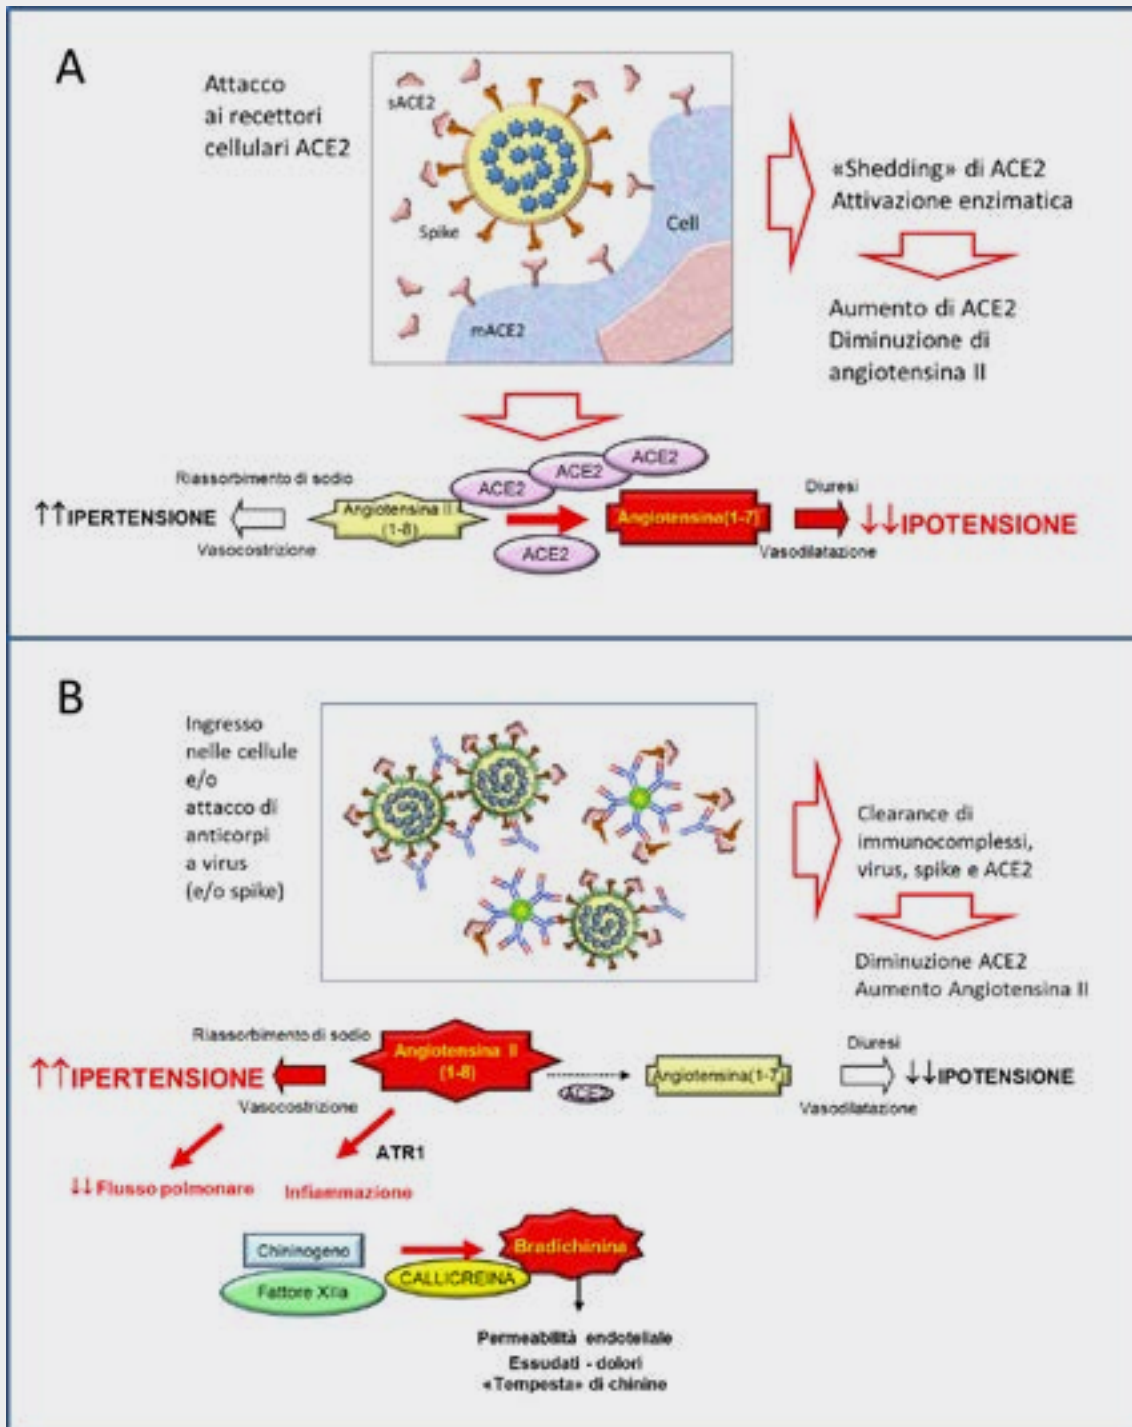 A
Attacco
ai recettori
cellulari ACE2
sACE2
Spike
Cell
mACE2
«Shedding» di ACE2
Attivazione enzimatica
Aumento di ACE2
Diminuzione di
angiotensina II
Riassorbimento di sodio
↑↑IPERTENSIONE
Vasocostrizione
Angiotensina II
(1-8)
ACE2
ACE2
ACE2
ACE2
Angiotensina(1-7)
Diuresi
↓↓IPOTENSIONE
Vasodilatazione
B
Ingresso
nelle cellule
e/o
attacco di
anticorpi
a virus
(e/o spike)
Clearance di
immunocomplessi,
virus, spike e ACE2
Diminuzione ACE2
Aumento Angiotensina II
Riassorbimento di sodio
↑↑IPERTENSIONE
Vasocostrizione
Angiotensina II
(1-8)
ACE2
Angiotensina(1-7)
Diuresi
↓↓IPOTENSIONE
Vasodilatazione
ATR1
↓↓ Flusso polmonare
Infiammazione
Chininogeno
Fattore XIIa
CALLICREINA
Bradichinina
Permeabilità endoteliale
Essudati - dolori
«Tempesta» di chinine